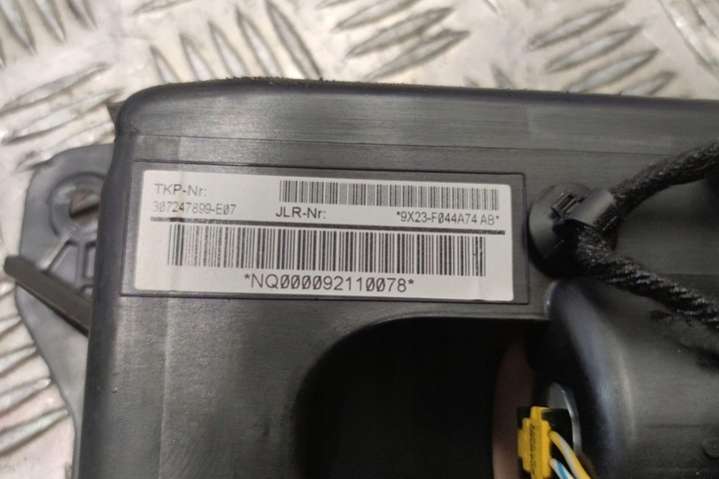 TKP-Nr:
307247899-E07 JLR-Nr: *9X23-F044A74 AB*
*NQ000092110078*